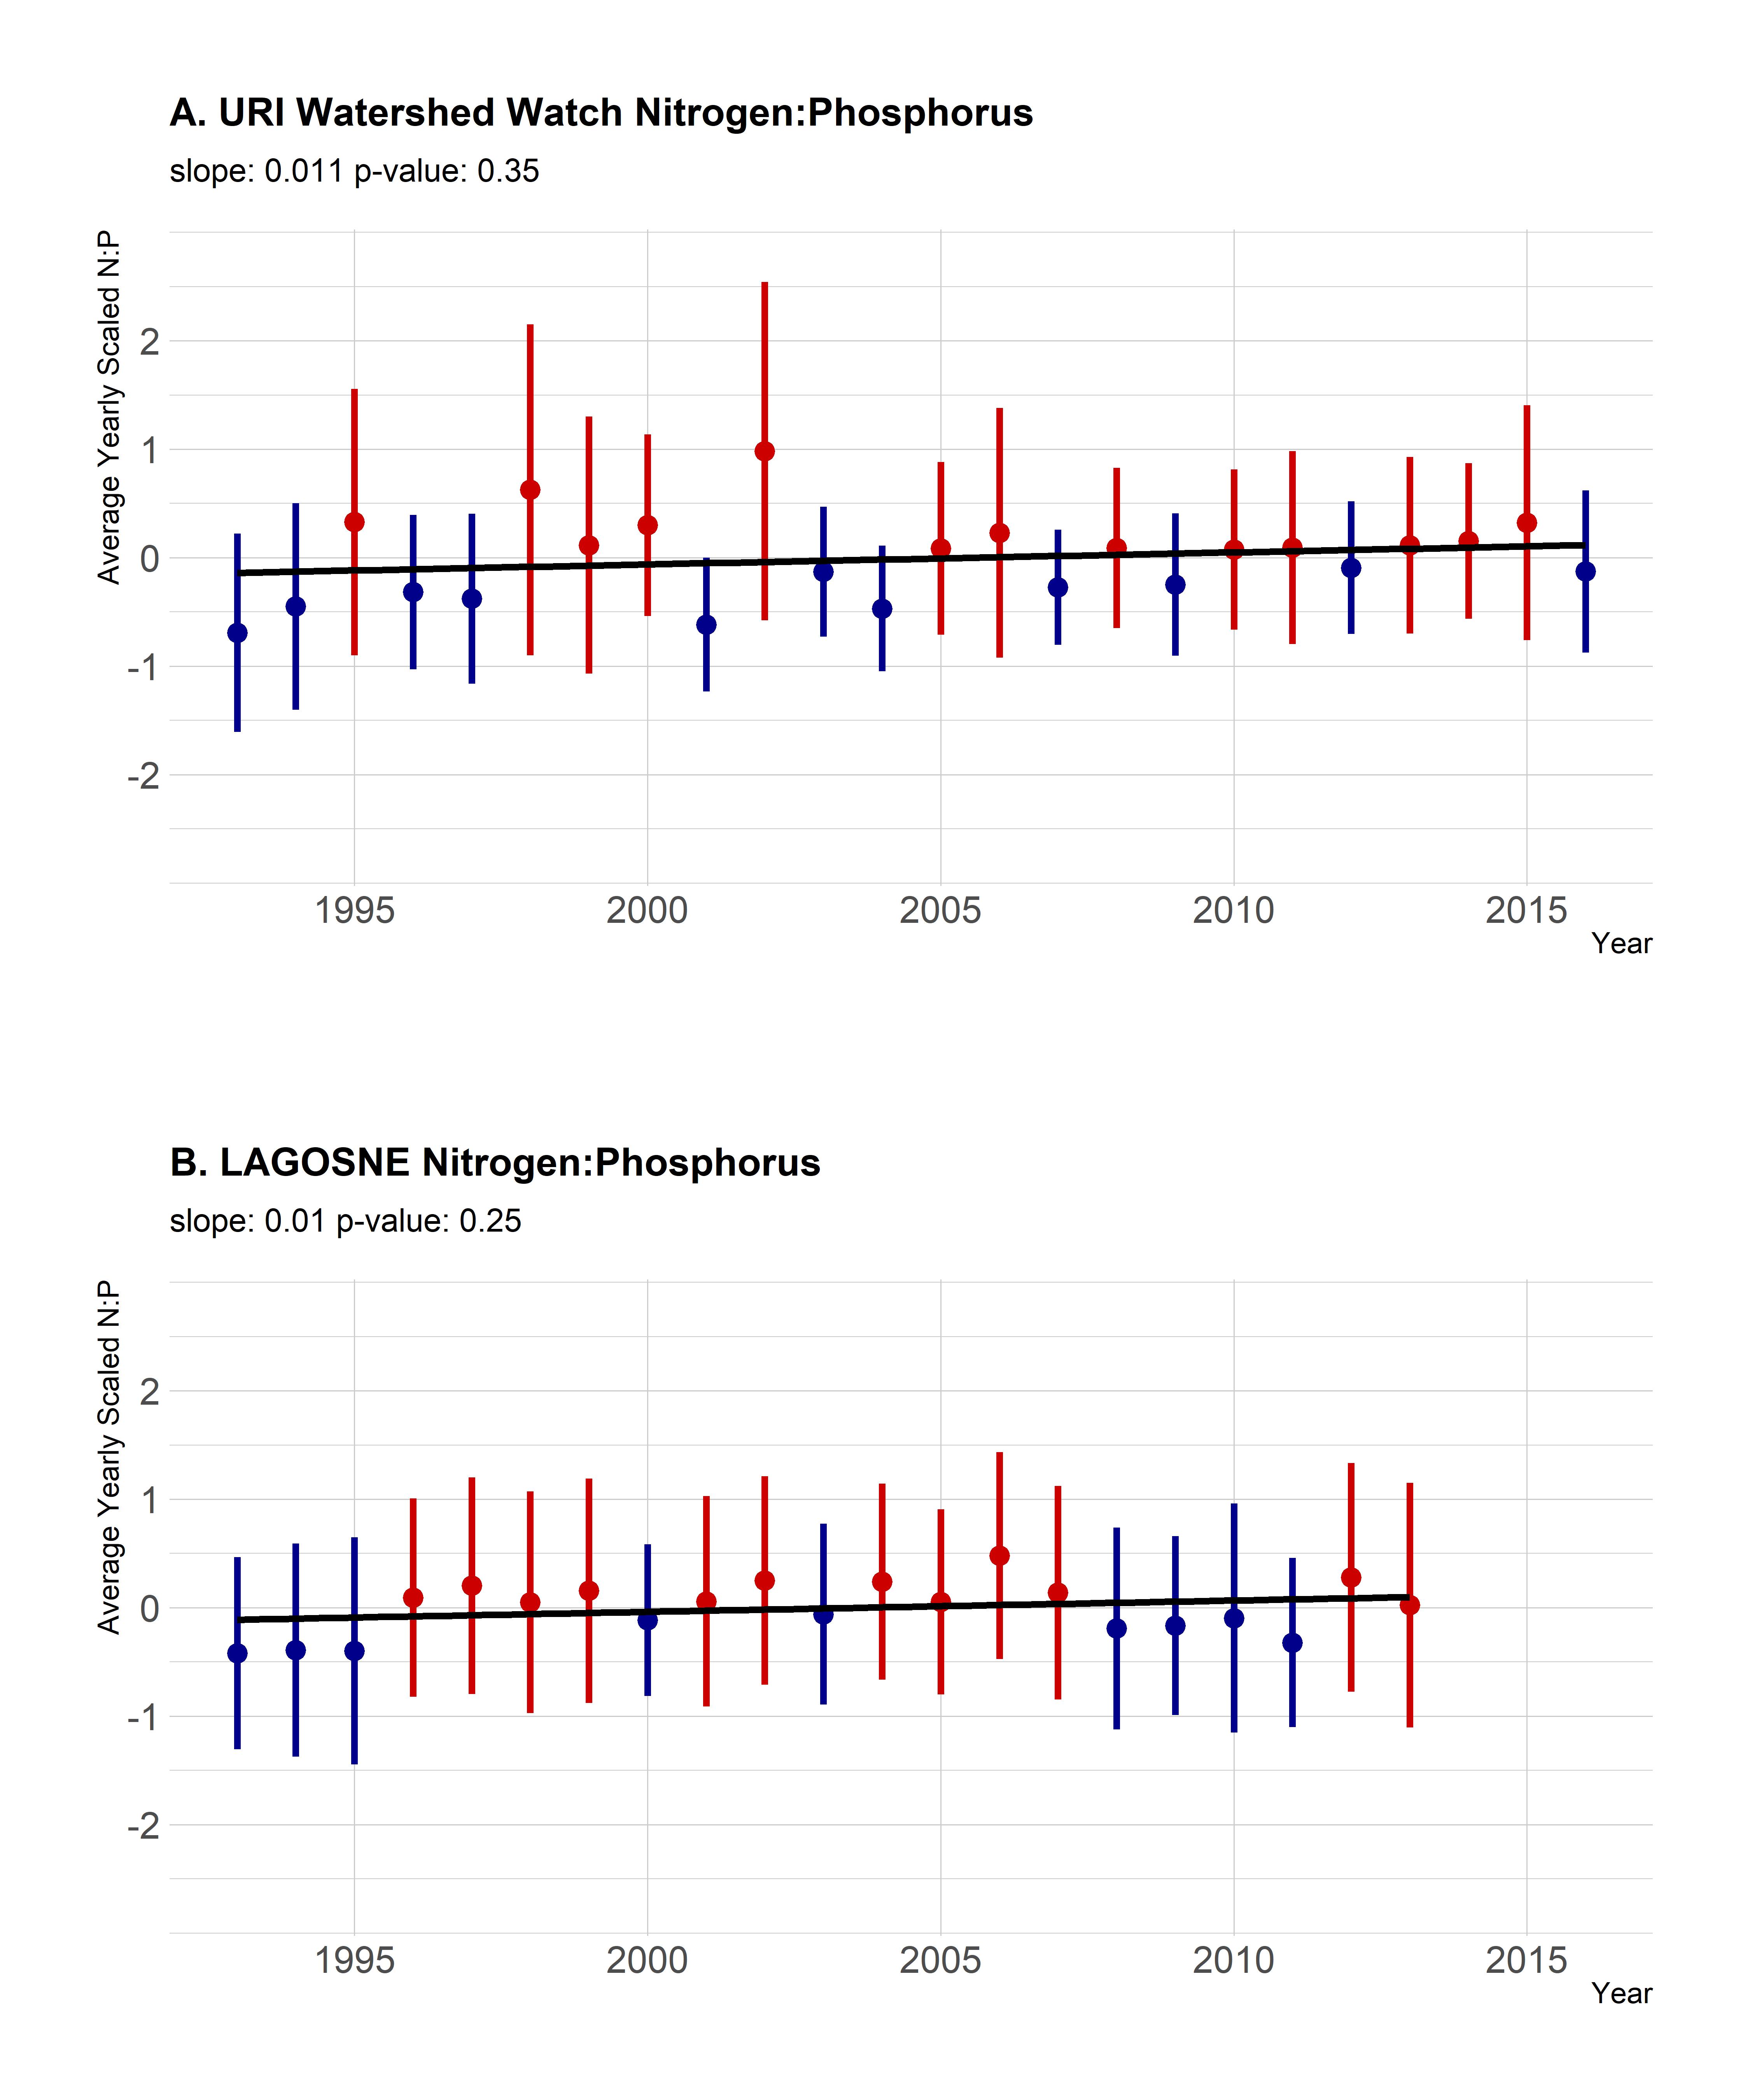 A. URI Watershed Watch Nitrogen:Phosphorus
slope: 0.011 p-value: 0.35
Average Yearly Scaled N:P
2
1
0
-1
-2
1995 2000 2005 2010 2015
Year
B. LAGOSNE Nitrogen:Phosphorus
slope: 0.01 p-value: 0.25
Average Yearly Scaled N:P
2
1
0
-1
-2
1995 2000 2005 2010 2015
Year